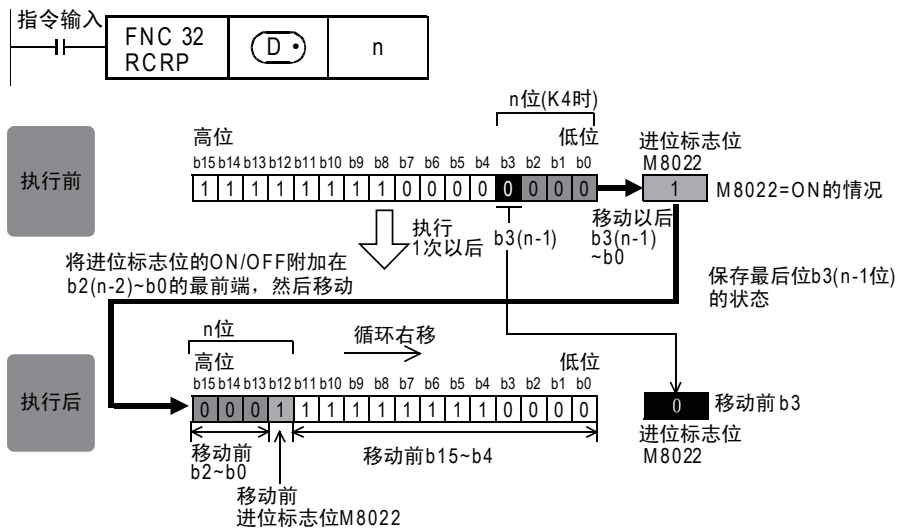 指令输入
FNC 32
RCRP
D •
n
n位(K4时)
高位
低位
进位标志位
M8022
执行前
b15 b14 b13 b12 b11 b10 b9 b8 b7 b6 b5 b4 b3 b2 b1 b0
1 1 1 1 1 1 1 1 0 0 0 0 0 0 0 0
1
M8022=ON的情况
执行
1次以后
b3(n-1)
移动以后
b3(n-1)
~b0
将进位标志位的ON/OFF附加在
b2(n-2)~b0的最前端，然后移动
保存最后位b3(n-1位)
的状态
n位
循环右移
高位
低位
执行后
b15 b14 b13 b12 b11 b10 b9 b8 b7 b6 b5 b4 b3 b2 b1 b0
0 0 0 1 1 1 1 1 1 1 1 1 0 0 0 0
0
移动前b3
进位标志位
M8022
移动前
b2~b0
移动前b15~b4
移动前
进位标志位M8022